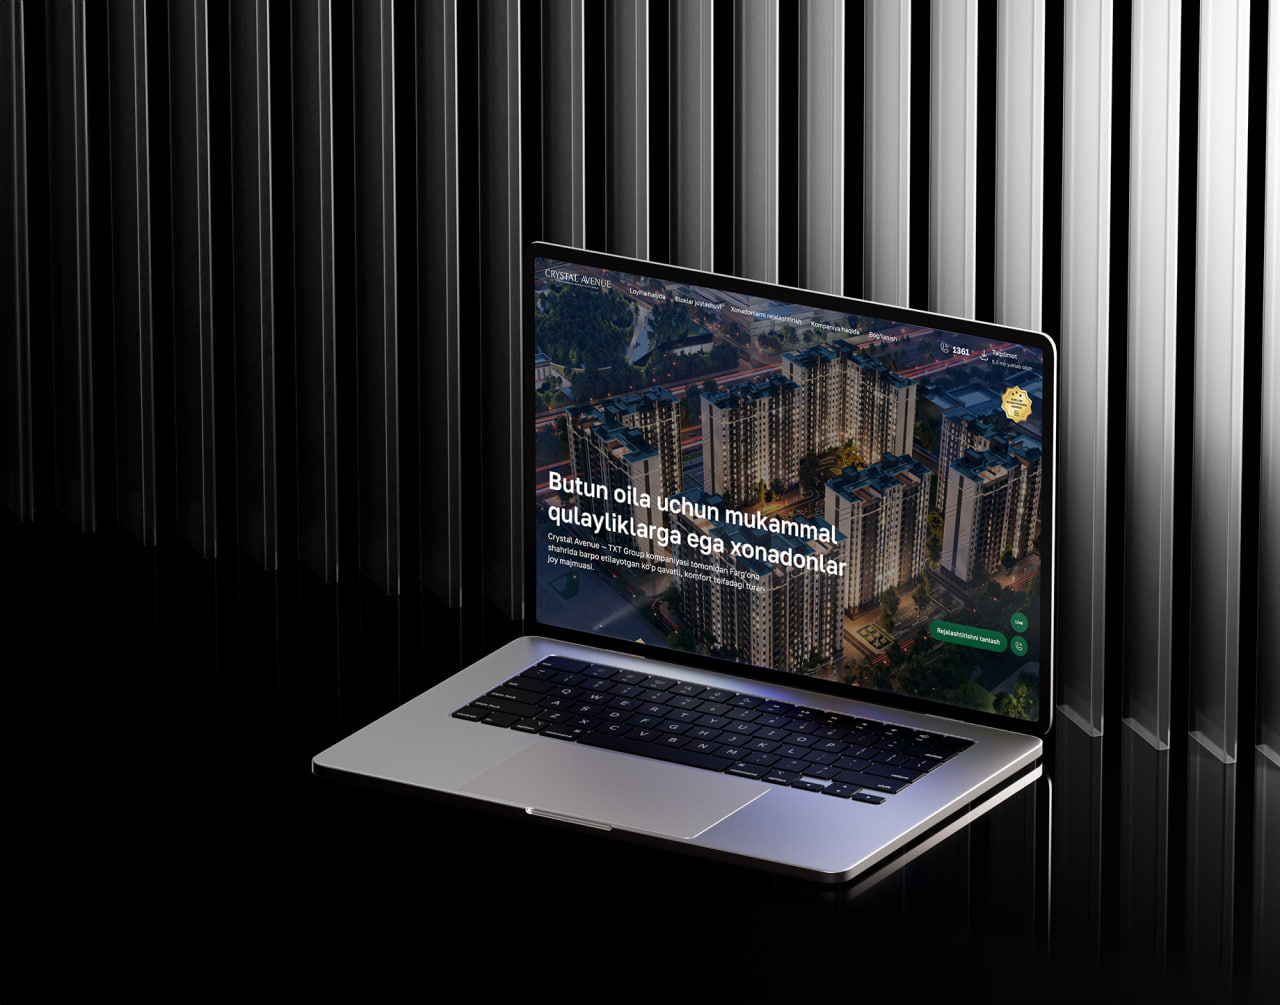 CRYSTAL AVENUE
Loyiha haqida
Bloklar joylashuvi
Xonadonlarni rejalashtirish
Kompaniya haqida
Bog'lanish
1361
Taqdimot
Butun oila uchun mukammal
qulayliklarga ega xonadonlar
Crystal Avenue – TXT Group kompaniyasi tomonidan Farg'ona
shahrida barpo etilayotgan ko'p qavatli, komfort toifadagi turar-
joy majmuasi.
Live
Rejalashtirishni tanlash
Q W E R T Y U I O P
A S D F G H J K L
Z X C V B N M